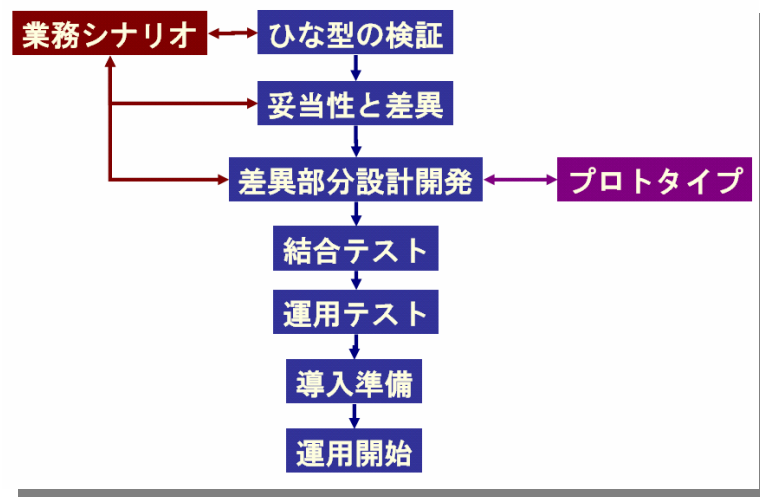 業務シナリオ
ひな型の検証
妥当性と差異
差異部分設計開発
プロトタイプ
結合テスト
運用テスト
導入準備
運用開始